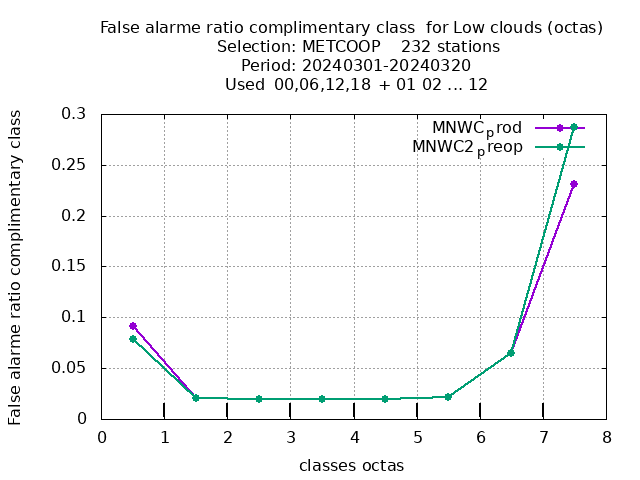 False alarme ratio complimentary class  for Low clouds (octas)
Selection: METCOOP    232 stations
Period: 20240301-20240320
Used  00,06,12,18  + 01 02 ... 12
False alarme ratio complimentary class
0.3
0.25
0.2
0.15
0.1
0.05
0
MNWCprod
MNWC2preop
0 1 2 3 4 5 6 7 8
classes octas